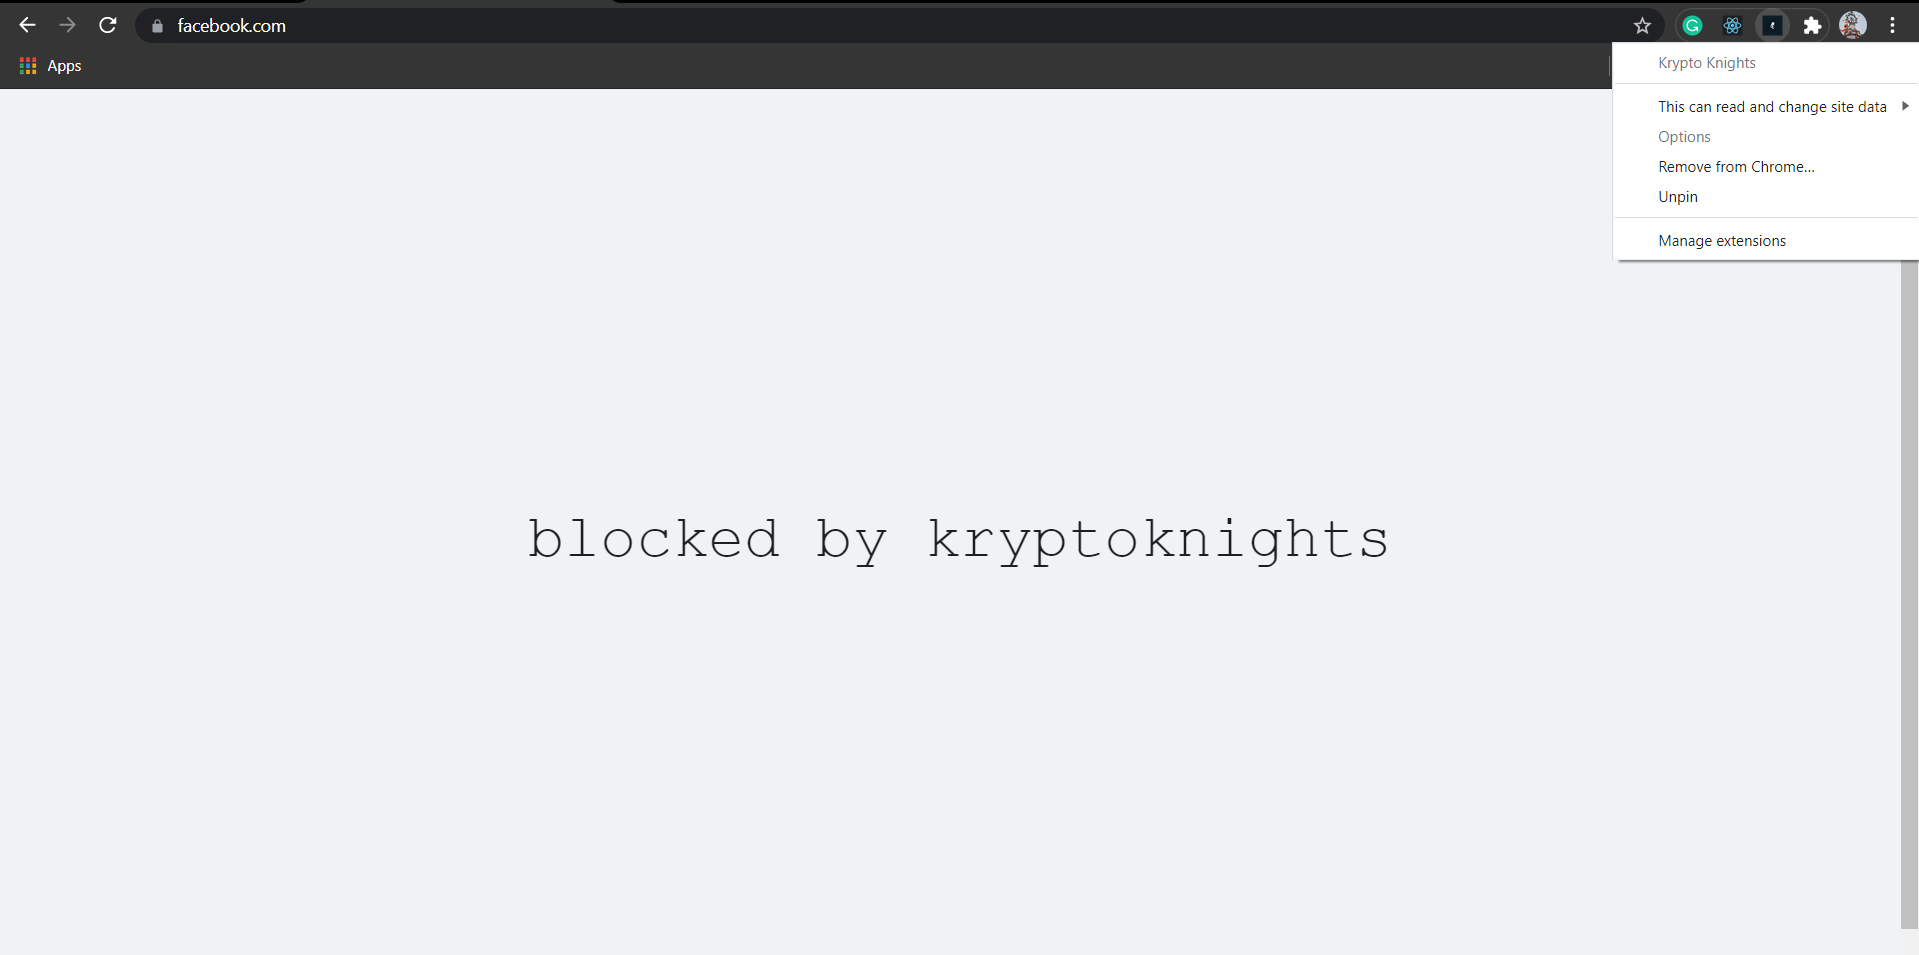 facebook.com
Apps
Krypto Knights
This can read and change site data
Options
Remove from Chrome...
Unpin
Manage extensions
blocked by kryptoknights